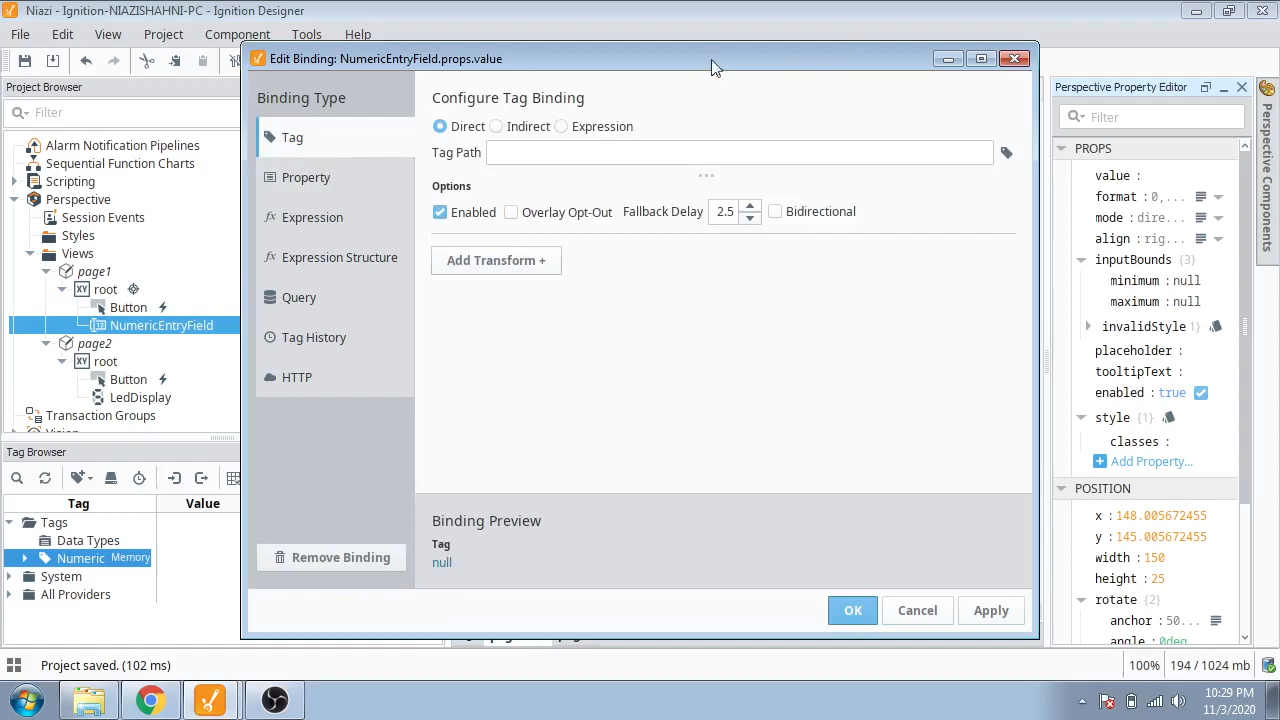 Niazi - Ignition-NIAZISHAHNI-PC - Ignition Designer
File Edit View Project Component Tools Help
Project Browser
Filter
Alarm Notification Pipelines
Sequential Function Charts
Scripting
Perspective
Session Events
Styles
Views
page1
root
Button
NumericEntryField
page2
root
Button
LedDisplay
Transaction Groups
Tag Browser
Tag Value
Tags
Data Types
Numeric Memory
System
All Providers
Edit Binding: NumericEntryField.props.value
Binding Type
Tag
Property
Expression
Expression Structure
Query
Tag History
HTTP
Remove Binding
Configure Tag Binding
Direct Indirect Expression
Tag Path
Options
Enabled Overlay Opt-Out Fallback Delay 2.5 Bidirectional
Add Transform +
Binding Preview
Tag
null
OK Cancel Apply
Perspective Property Editor
Filter
PROPS
value :
format : 0,...
mode : dire...
align : rig...
inputBounds {3}
minimum : null
maximum : null
invalidStyle 1}
placeholder :
tooltipText :
enabled : true
style {1}
classes :
Add Property...
POSITION
x : 148.005672455
y : 145.005672455
width : 150
height : 25
rotate {2}
anchor : 50...
angle : 0deg
Perspective Components
Project saved. (102 ms)
100% 194 / 1024 mb
10:29 PM
11/3/2020